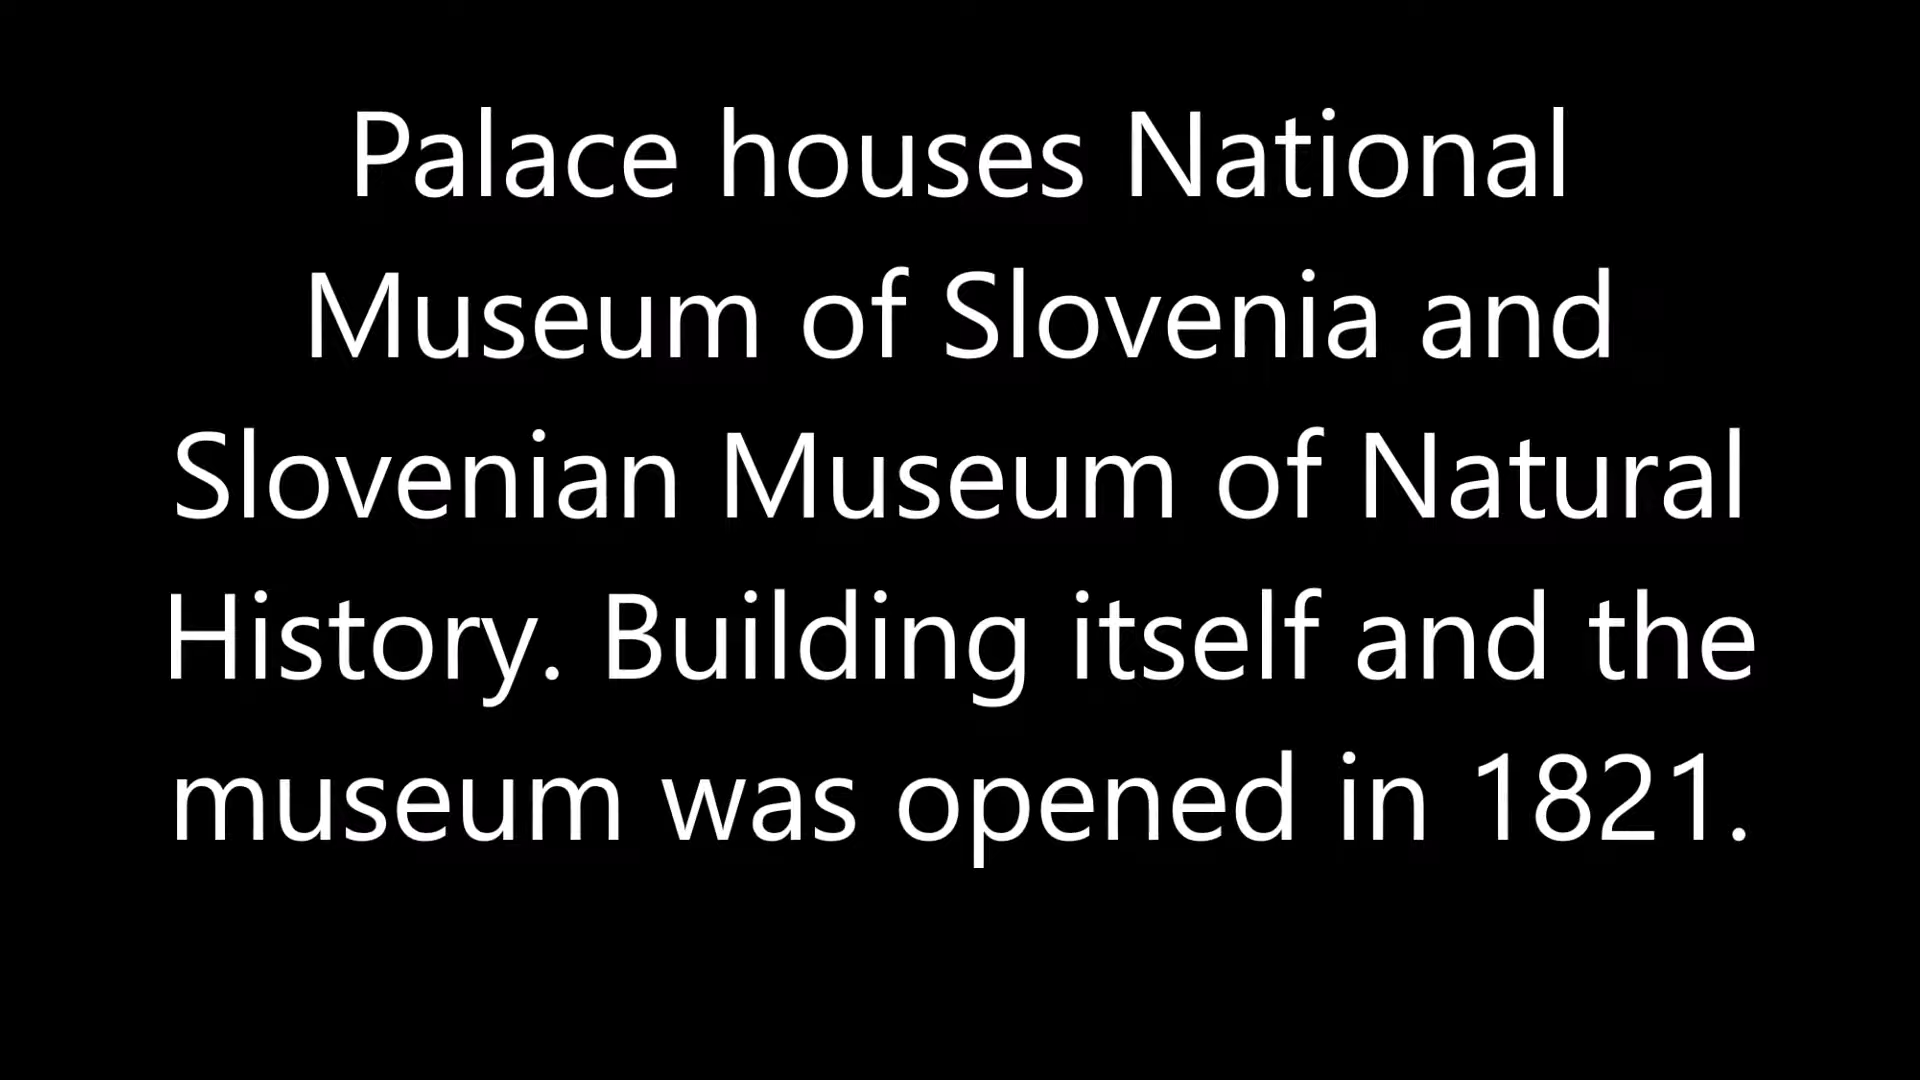 Palace houses National
Museum of Slovenia and
Slovenian Museum of Natural
History. Building itself and the
museum was opened in 1821.